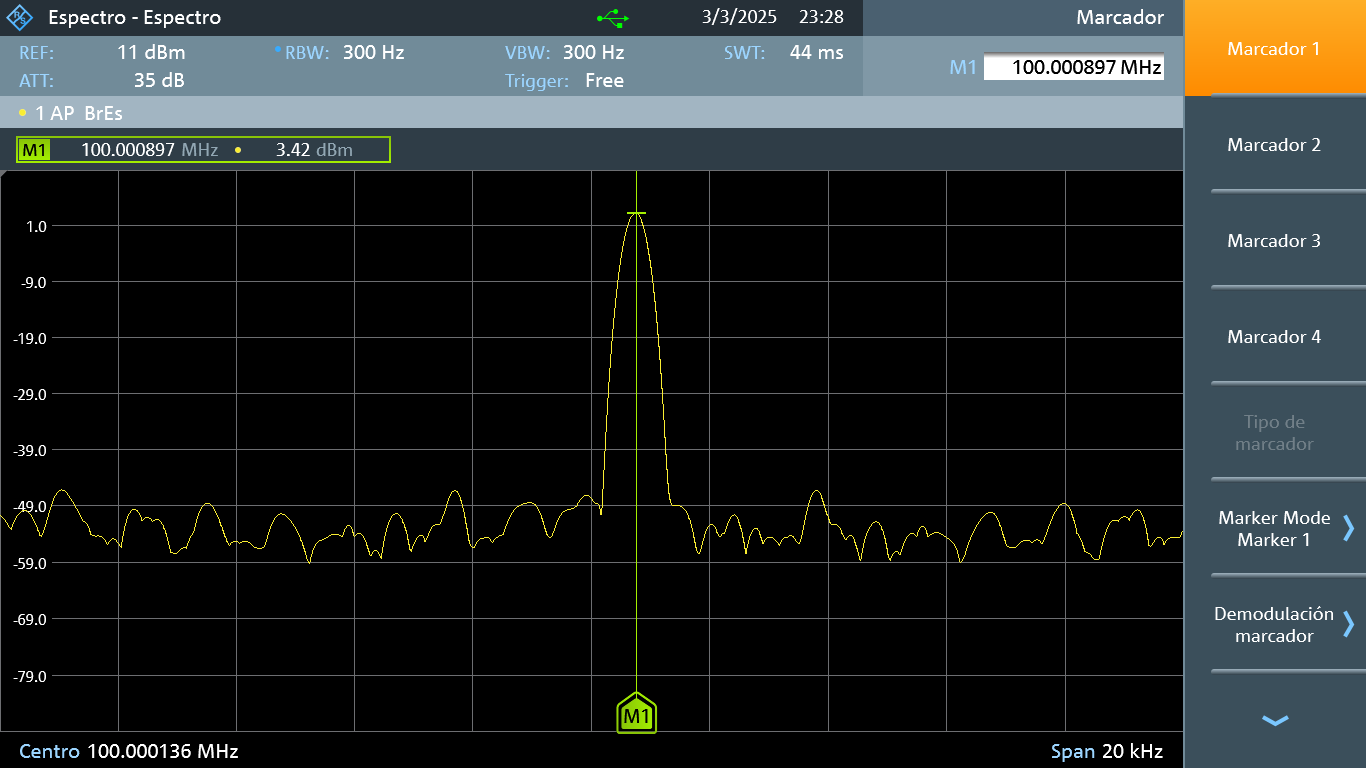 Espectro - Espectro 3/3/2025 23:28 Marcador
REF: 11 dBm RBW: 300 Hz VBW: 300 Hz SWT: 44 ms
M1 100.000897 MHz
ATT: 35 dB Trigger: Free
1 AP BrEs
M1 100.000897 MHz 3.42 dBm
1.0
-9.0
-19.0
-29.0
-39.0
-49.0
-59.0
-69.0
-79.0
M1
Centro 100.000136 MHz Span 20 kHz
Marcador 1
Marcador 2
Marcador 3
Marcador 4
Tipo de
marcador
Marker Mode
Marker 1
Demodulación
marcador